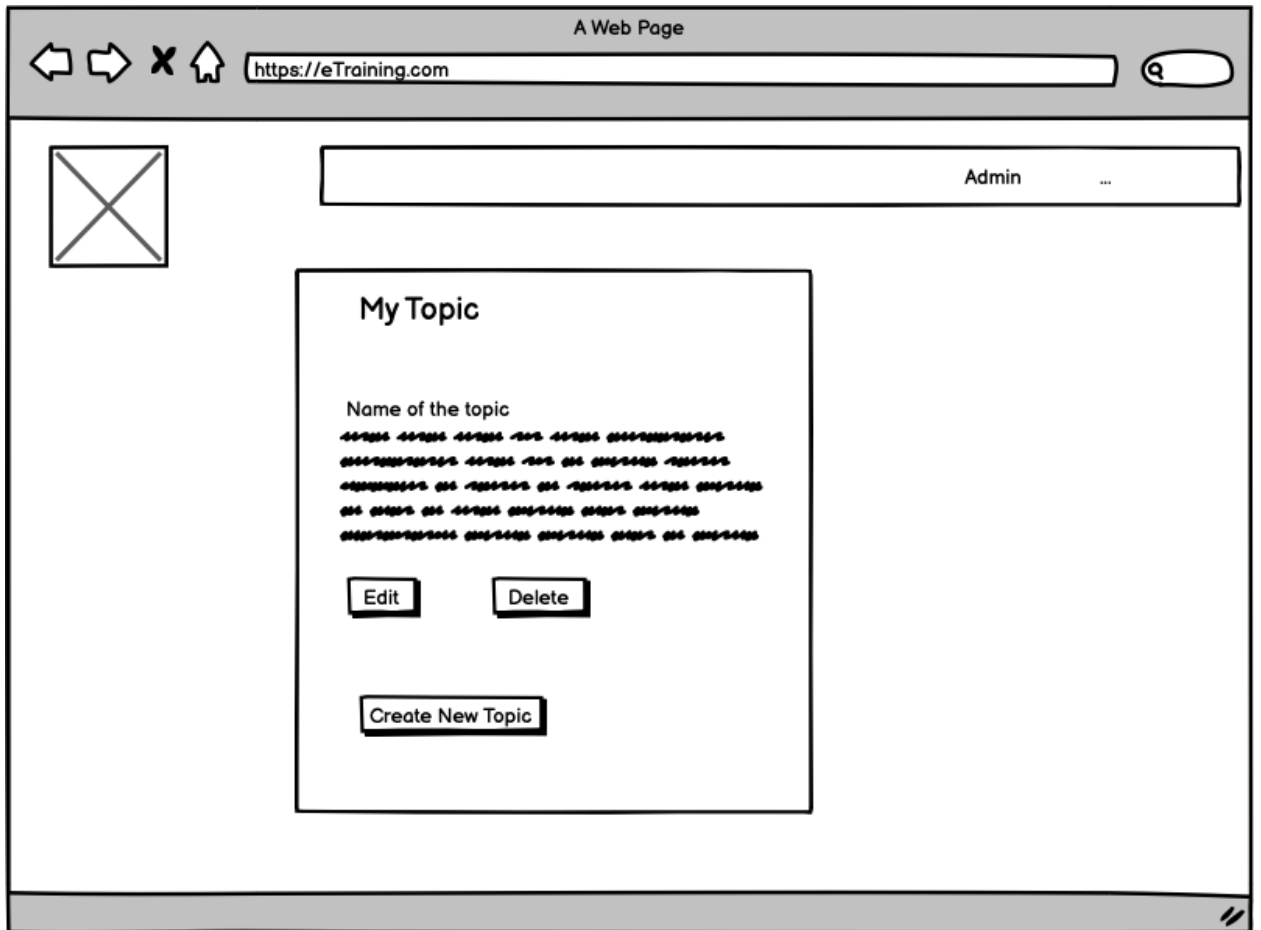 A Web Page
https://eTraining.com
Admin ...
My Topic
Name of the topic
Edit Delete
Create New Topic